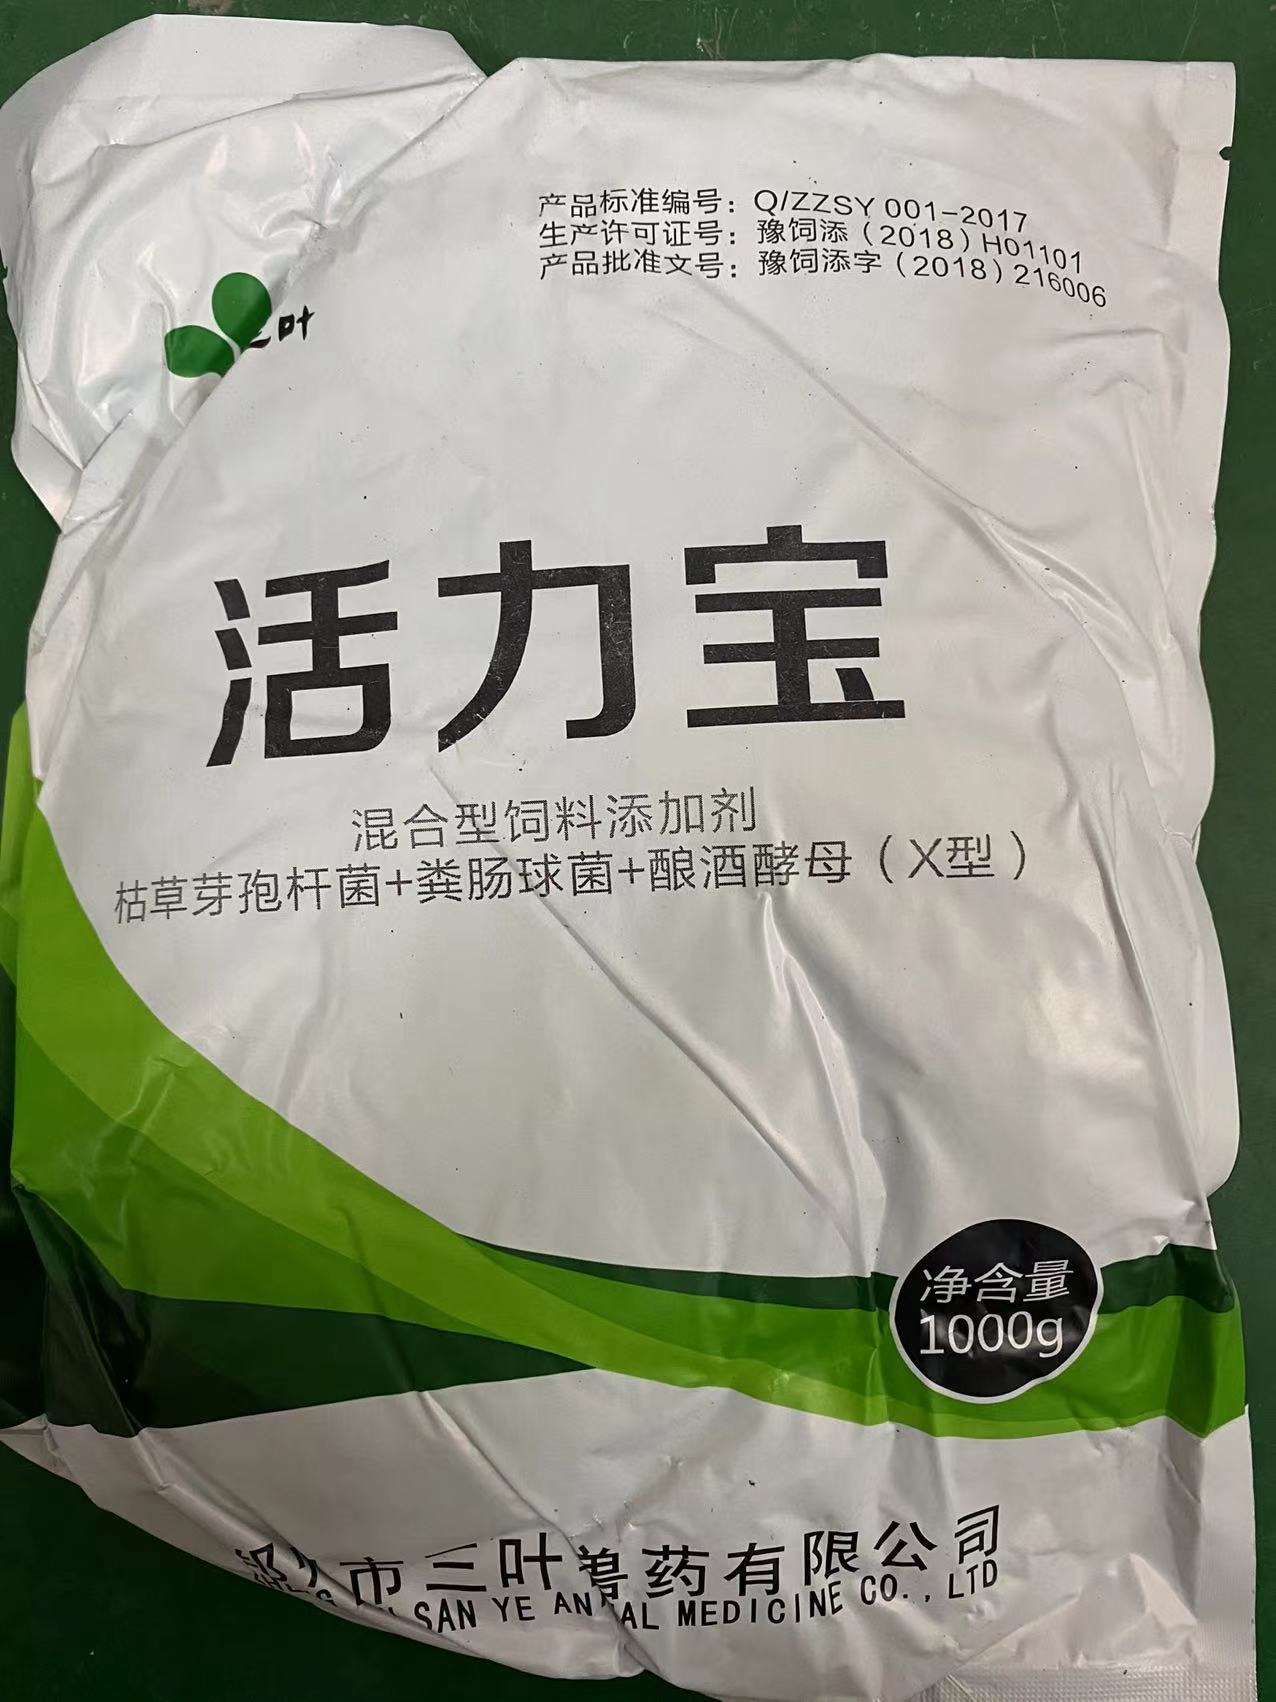 产品标准编号：Q/ZZSY 001-2017
生产许可证号：豫饲添（2018）H01101
产品批准文号：豫饲添字（2018）216006
叶
活力宝
混合型饲料添加剂
枯草芽孢杆菌+粪肠球菌+酿酒酵母（X型）
净含量
1000g
市三叶兽药有限公司
SAN YE MEDICINE CO.,LTD